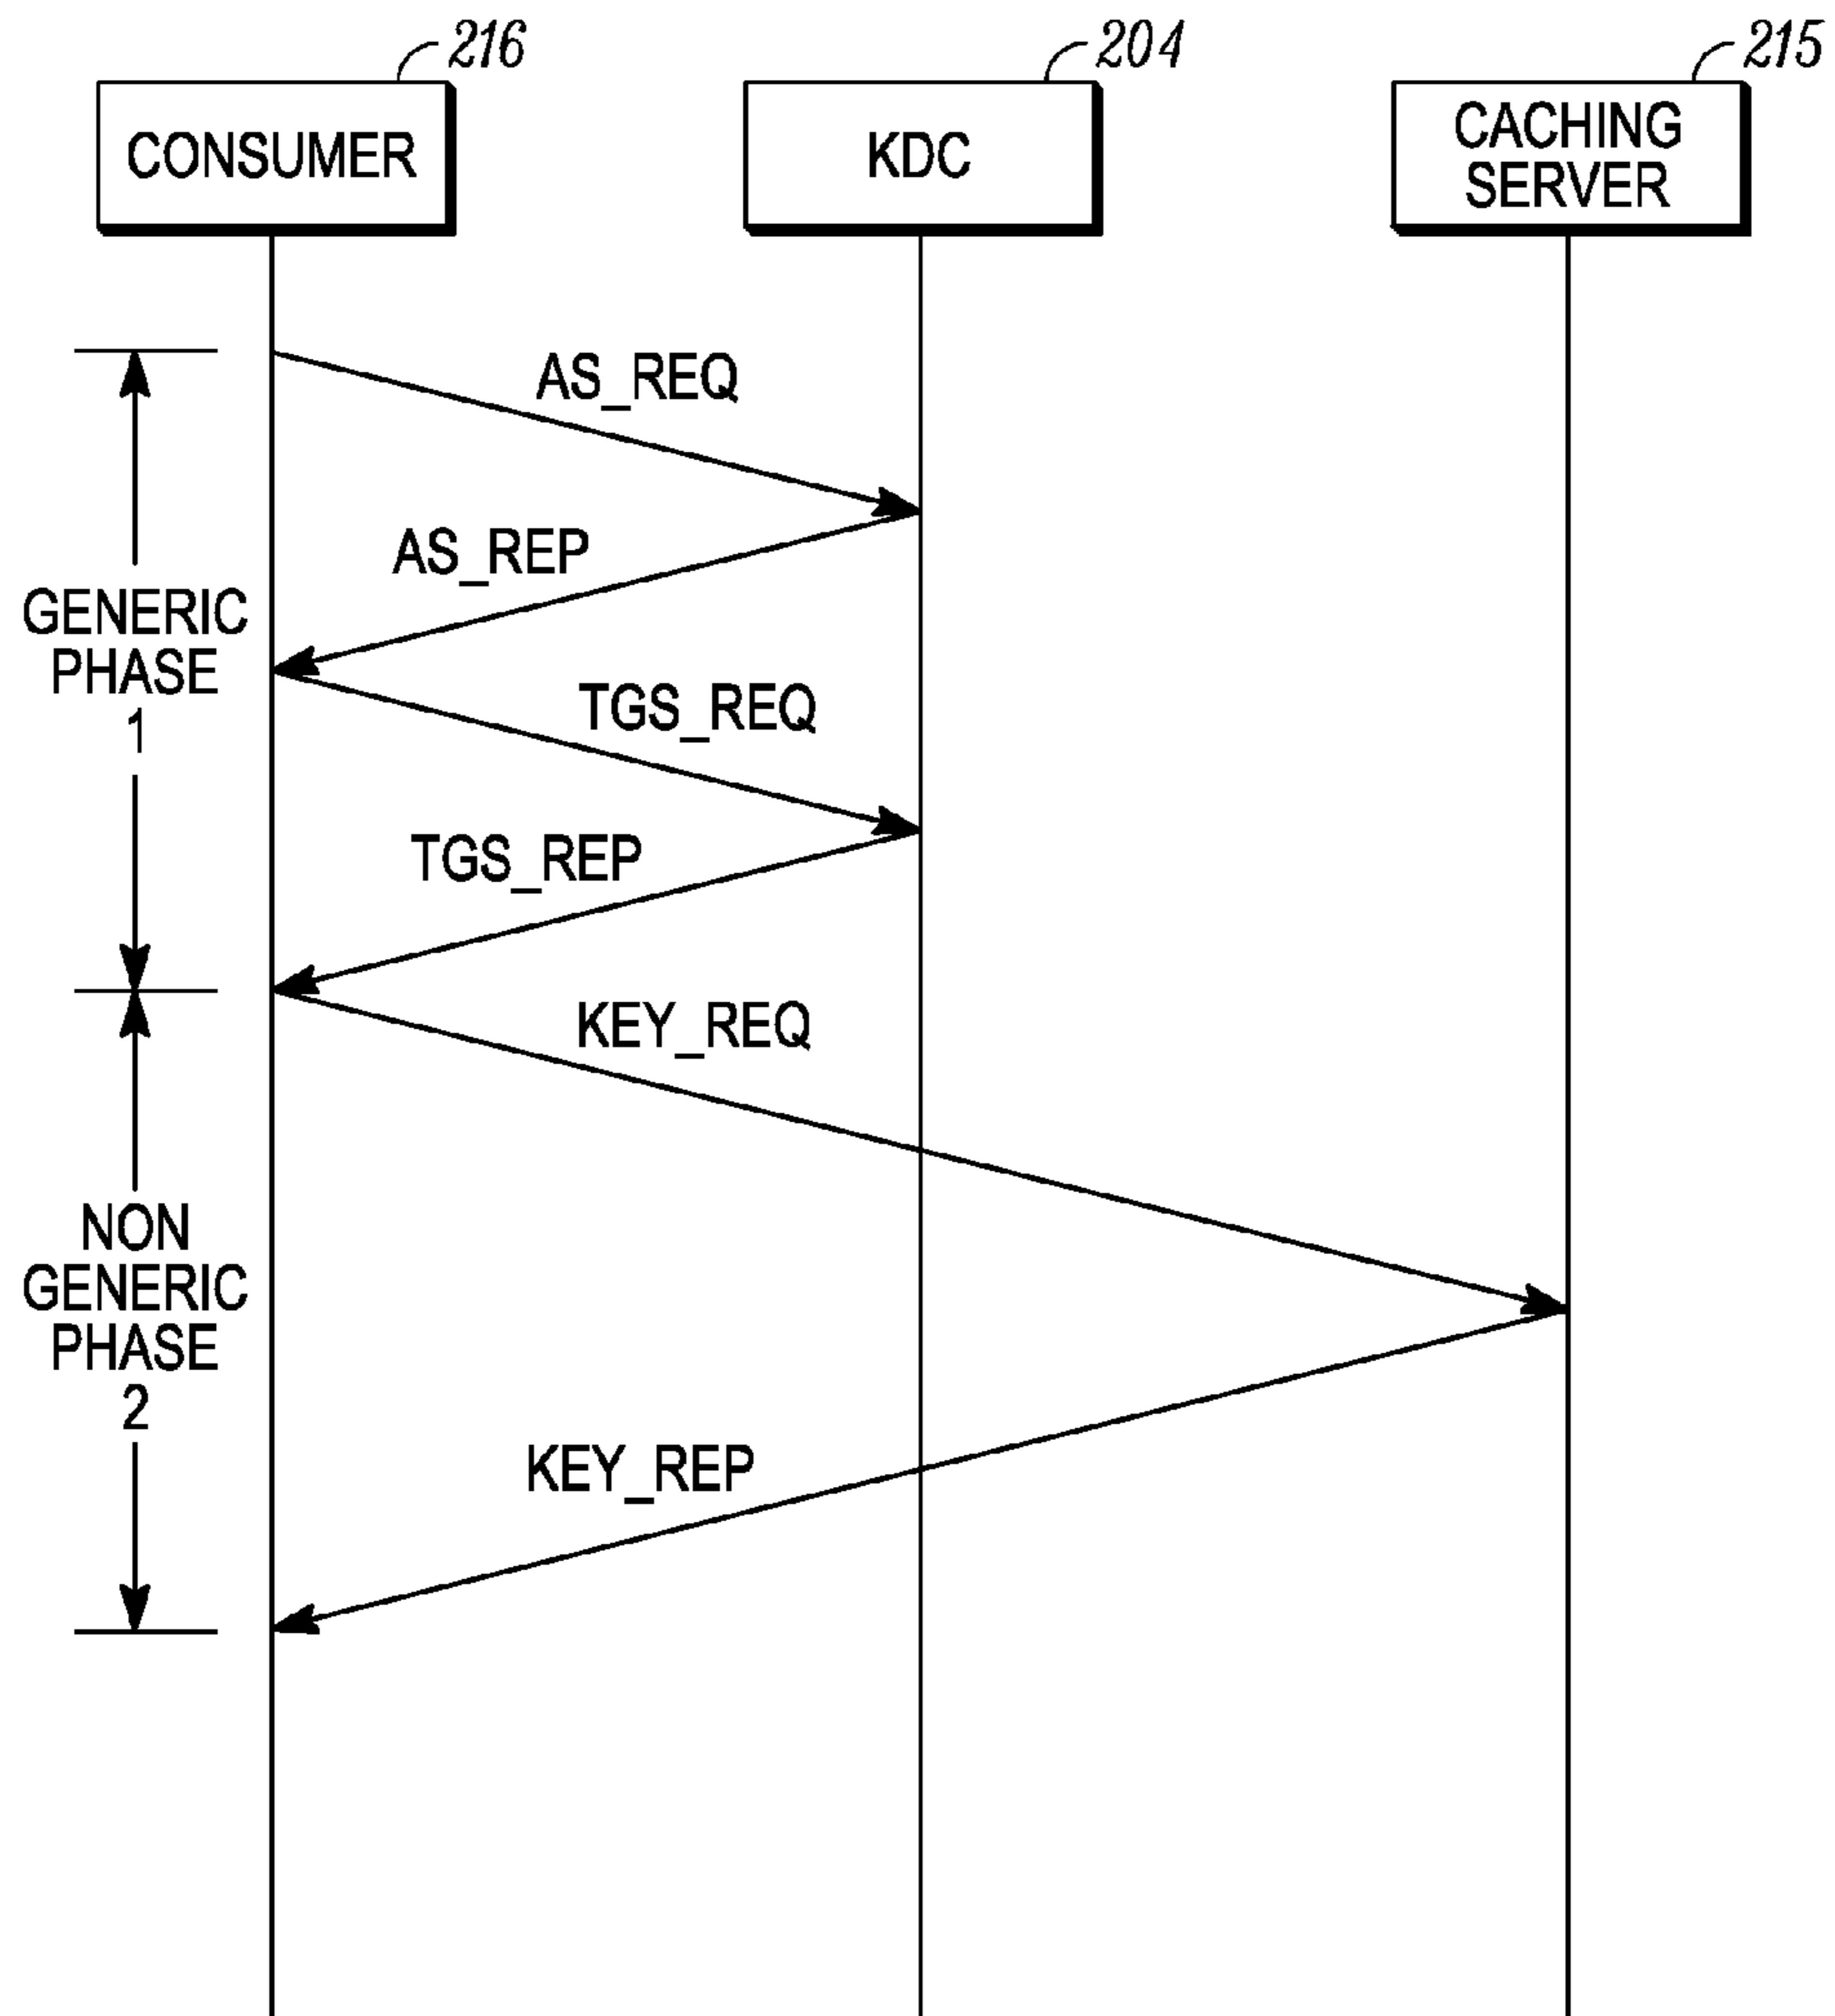 216
204
215
CONSUMER
KDC
CACHING
SERVER
AS_REQ
AS_REP
GENERIC
PHASE
1
TGS_REQ
TGS_REP
KEY_REQ
NON
GENERIC
PHASE
2
KEY_REP